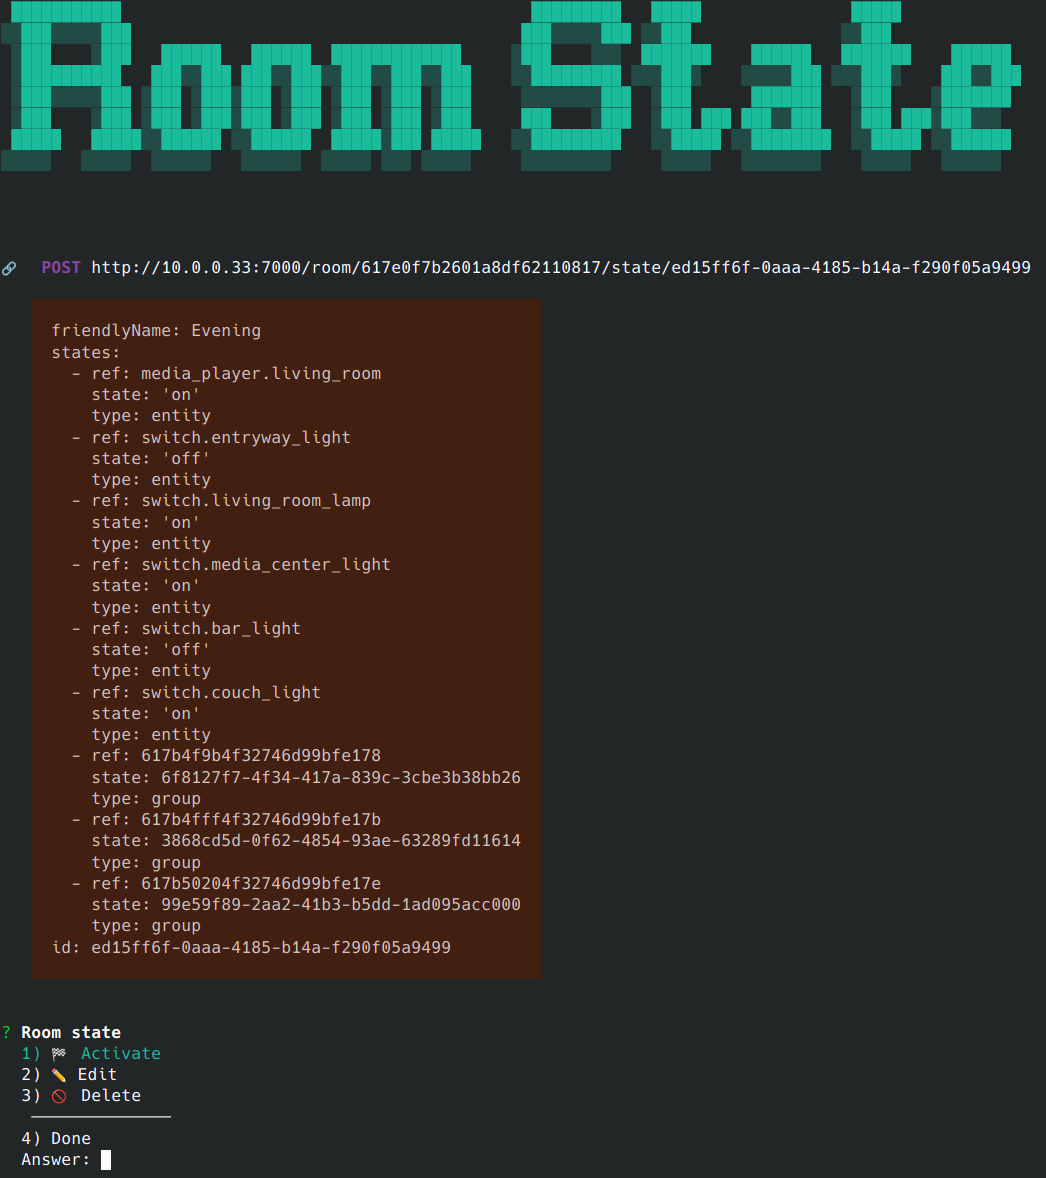 Room State
POST http://10.0.0.33:7000/room/617e0f7b2601a8df62110817/state/ed15ff6f-0aaa-4185-b14a-f290f05a9499
friendlyName: Evening
states:
  - ref: media_player.living_room
    state: 'on'
    type: entity
  - ref: switch.entryway_light
    state: 'off'
    type: entity
  - ref: switch.living_room_lamp
    state: 'on'
    type: entity
  - ref: switch.media_center_light
    state: 'on'
    type: entity
  - ref: switch.bar_light
    state: 'off'
    type: entity
  - ref: switch.couch_light
    state: 'on'
    type: entity
  - ref: 617b4f9b4f32746d99bfe178
    state: 6f8127f7-4f34-417a-839c-3cbe3b38bb26
    type: group
  - ref: 617b4fff4f32746d99bfe17b
    state: 3868cd5d-0f62-4854-93ae-63289fd11614
    type: group
  - ref: 617b50204f32746d99bfe17e
    state: 99e59f89-2aa2-41b3-b5dd-1ad095acc000
    type: group
id: ed15ff6f-0aaa-4185-b14a-f290f05a9499
? Room state
1) 🏁 Activate
2) ✏️ Edit
3) 🚫 Delete
4) Done
Answer: